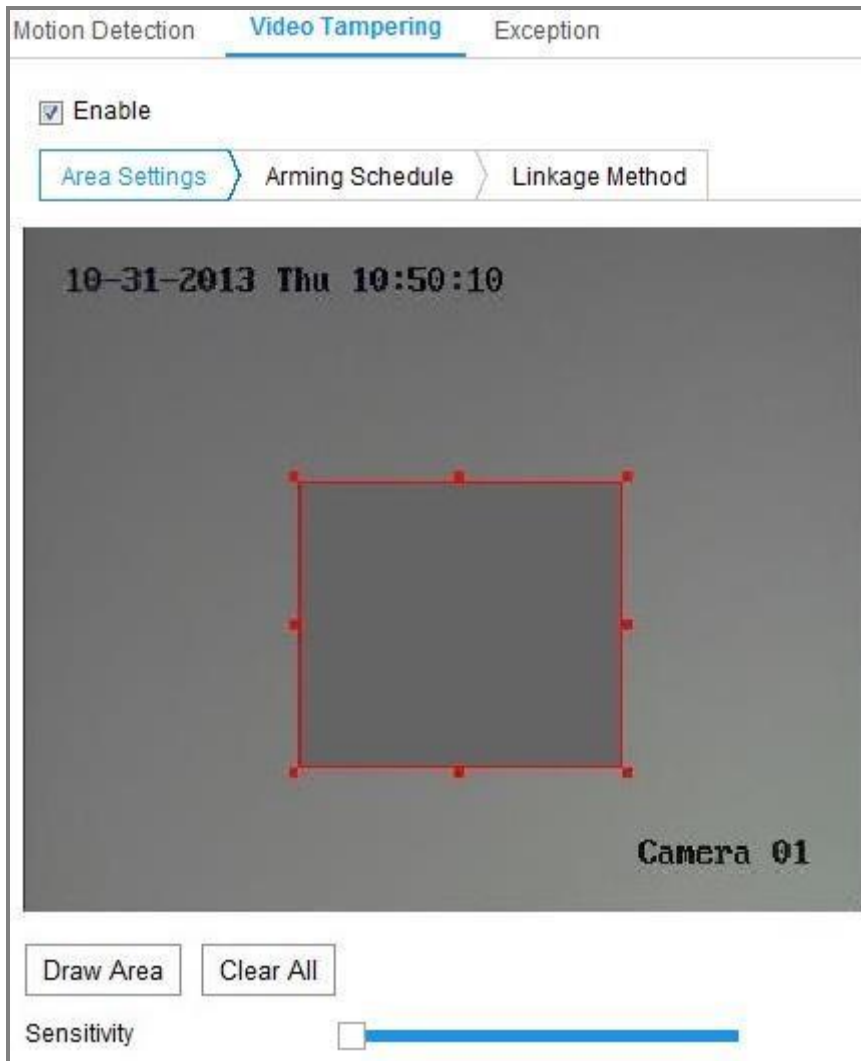 Motion Detection Video Tampering Exception
Enable
Area Settings Arming Schedule Linkage Method
10-31-2013 Thu 10:50:10
Camera 01
Draw Area Clear All
Sensitivity